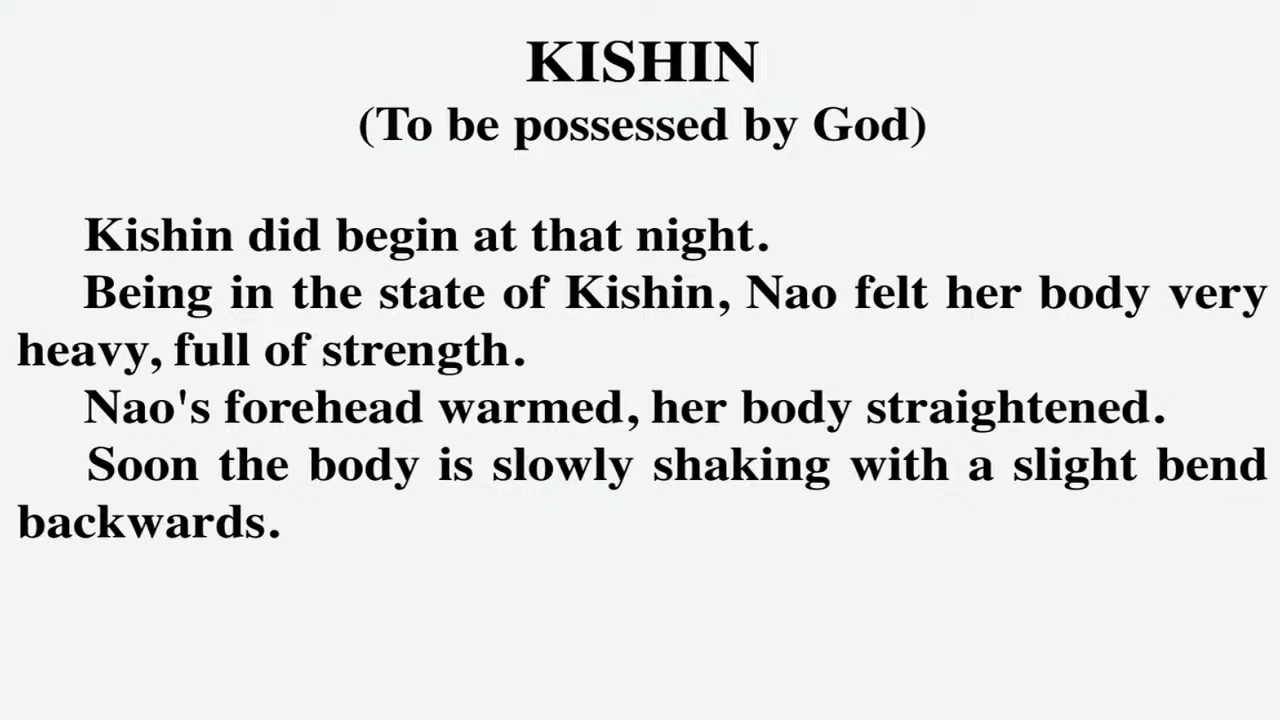 KISHIN
(To be possessed by God)
Kishin did begin at that night.
Being in the state of Kishin, Nao felt her body very
heavy, full of strength.
Nao's forehead warmed, her body straightened.
Soon the body is slowly shaking with a slight bend
backwards.